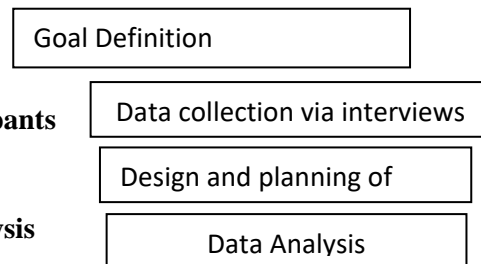 Goal Definition
Data collection via interviews
Design and planning of
Data Analysis